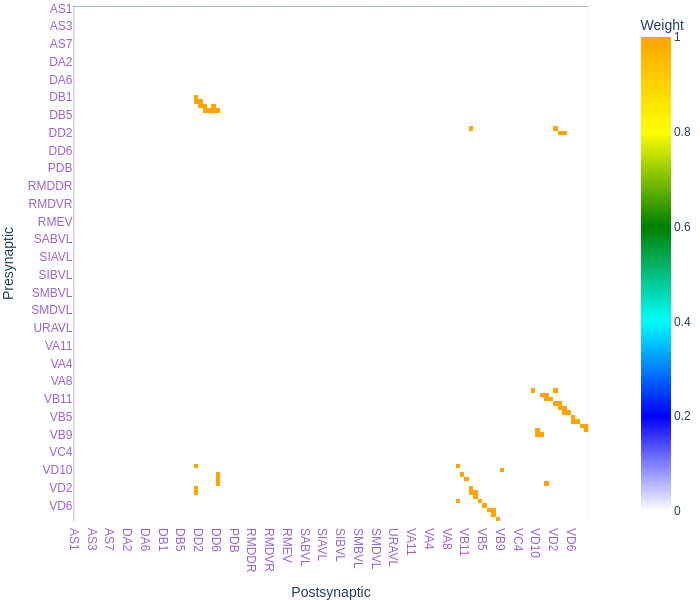 Weight
AS1
AS3
AS7
DA2
DA6
DB1
DB5
DD2
DD6
PDB
RMDDR
RMDVR
RMEV
SABVL
SIAVL
SIBVL
SMBVL
SMDVL
URAVL
VA11
VA4
VA8
VB11
VB5
VB9
VC4
VD10
VD2
VD6
Presynaptic
1
0.8
0.6
0.4
0.2
0
AS1 AS3 AS7 DA2 DA6 DB1 DB5 DD2 DD6 PDB RMDDR RMDVR RMEV SABVL SIAVL SIBVL SMBVL SMDVL URAVL VA11 VA4 VA8 VB11 VB5 VB9 VC4 VD10 VD2 VD6
Postsynaptic